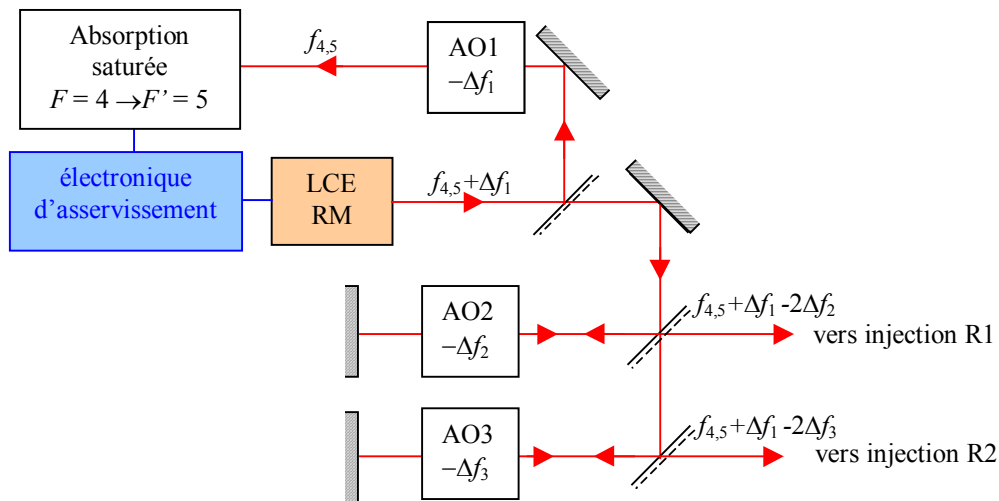 Absorption
saturée
F = 4 →F’ = 5
f4,5
AO1
−Δf1
électronique
d’asservissement
LCE
RM
f4,5+Δf1
AO2
−Δf2
f4,5+Δf1 -2Δf2
vers injection R1
AO3
−Δf3
f4,5+Δf1 -2Δf3
vers injection R2